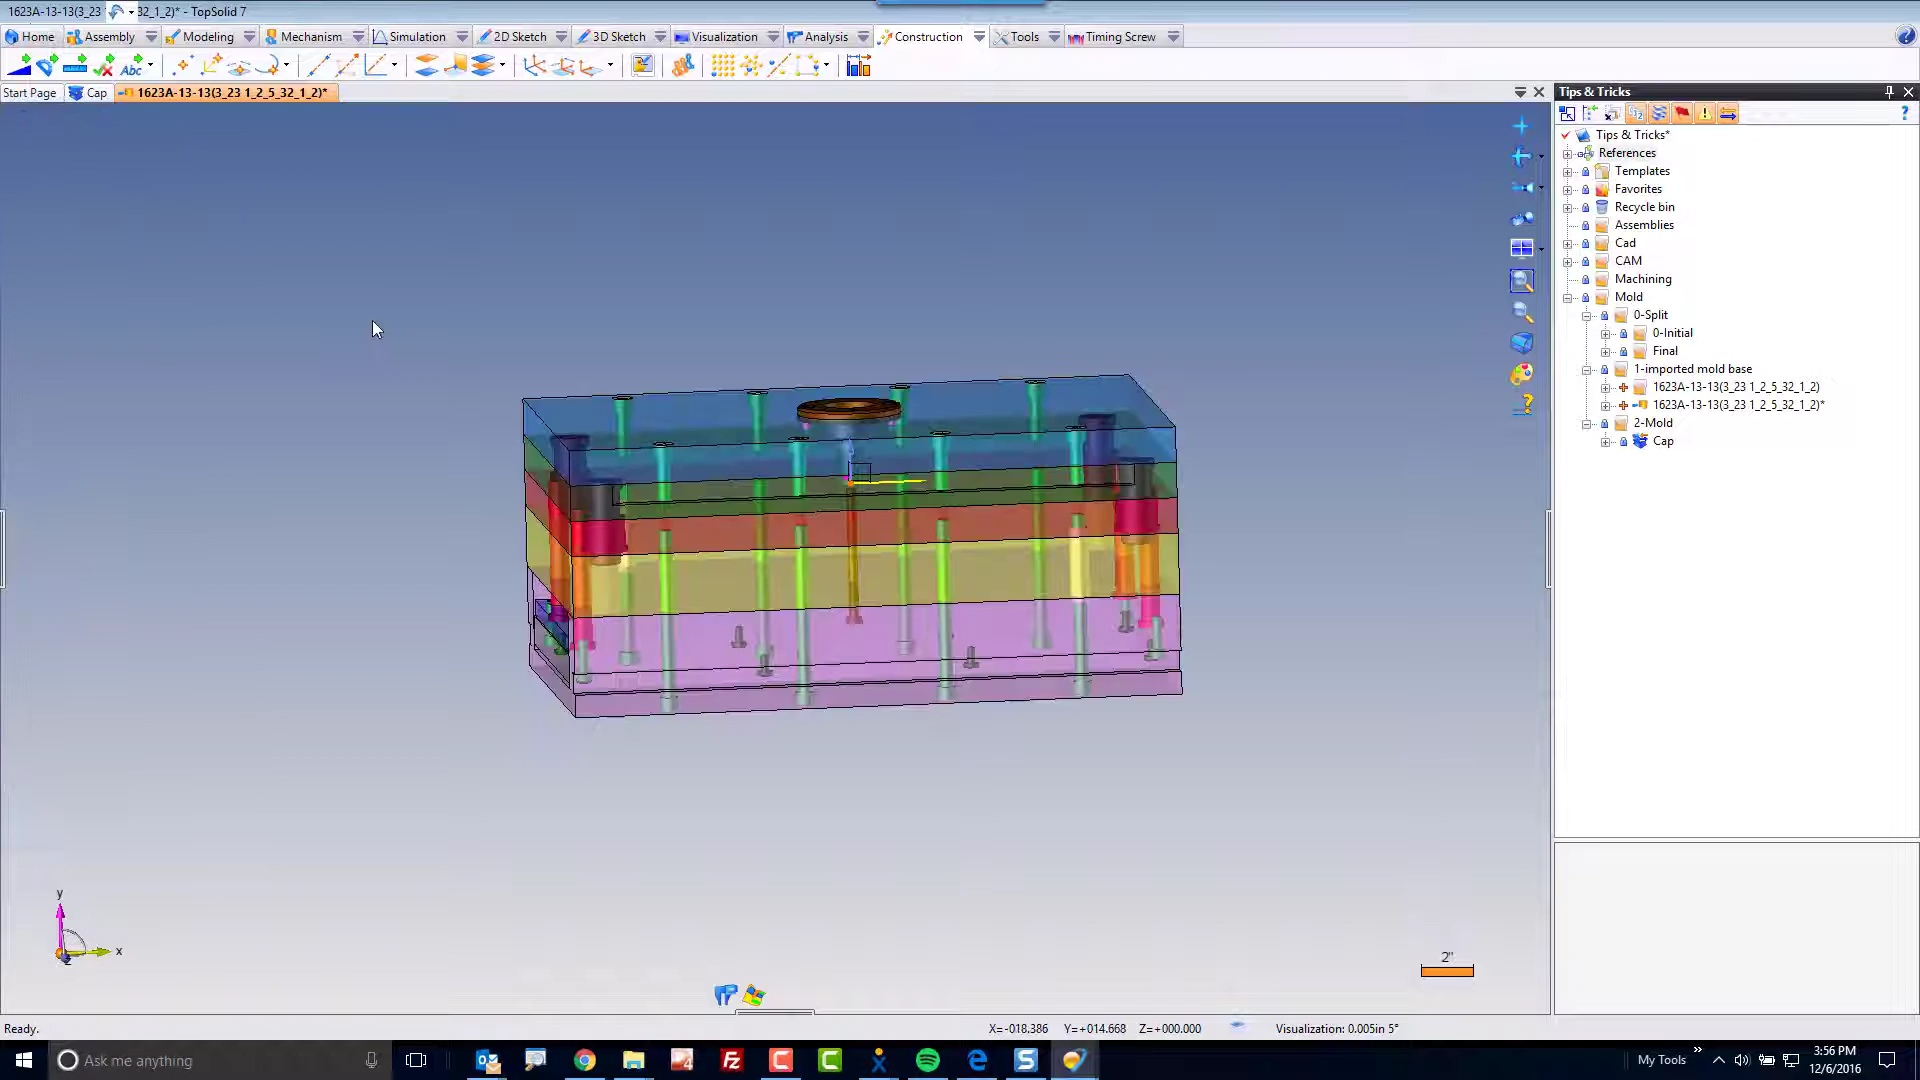 1623A-13-13(3_23 32_1_2)* - TopSolid 7
Home Assembly Modeling Mechanism Simulation 2D Sketch 3D Sketch Visualization Analysis Construction Tools Timing Screw
Abc
Start Page Cap 1623A-13-13(3_23 1_2_5_32_1_2)*
Tips & Tricks
Tips & Tricks*
References
Templates
Favorites
Recycle bin
Assemblies
Cad
CAM
Machining
Mold
0-Split
0-Initial
Final
1-imported mold base
1623A-13-13(3_23 1_2_5_32_1_2)
1623A-13-13(3_23 1_2_5_32_1_2)*
2-Mold
Cap
y
x
z
2"
Ready.
X=-018.386 Y=+014.668 Z=+000.000 Visualization: 0.005in 5°
Ask me anything
My Tools
3:56 PM
12/6/2016